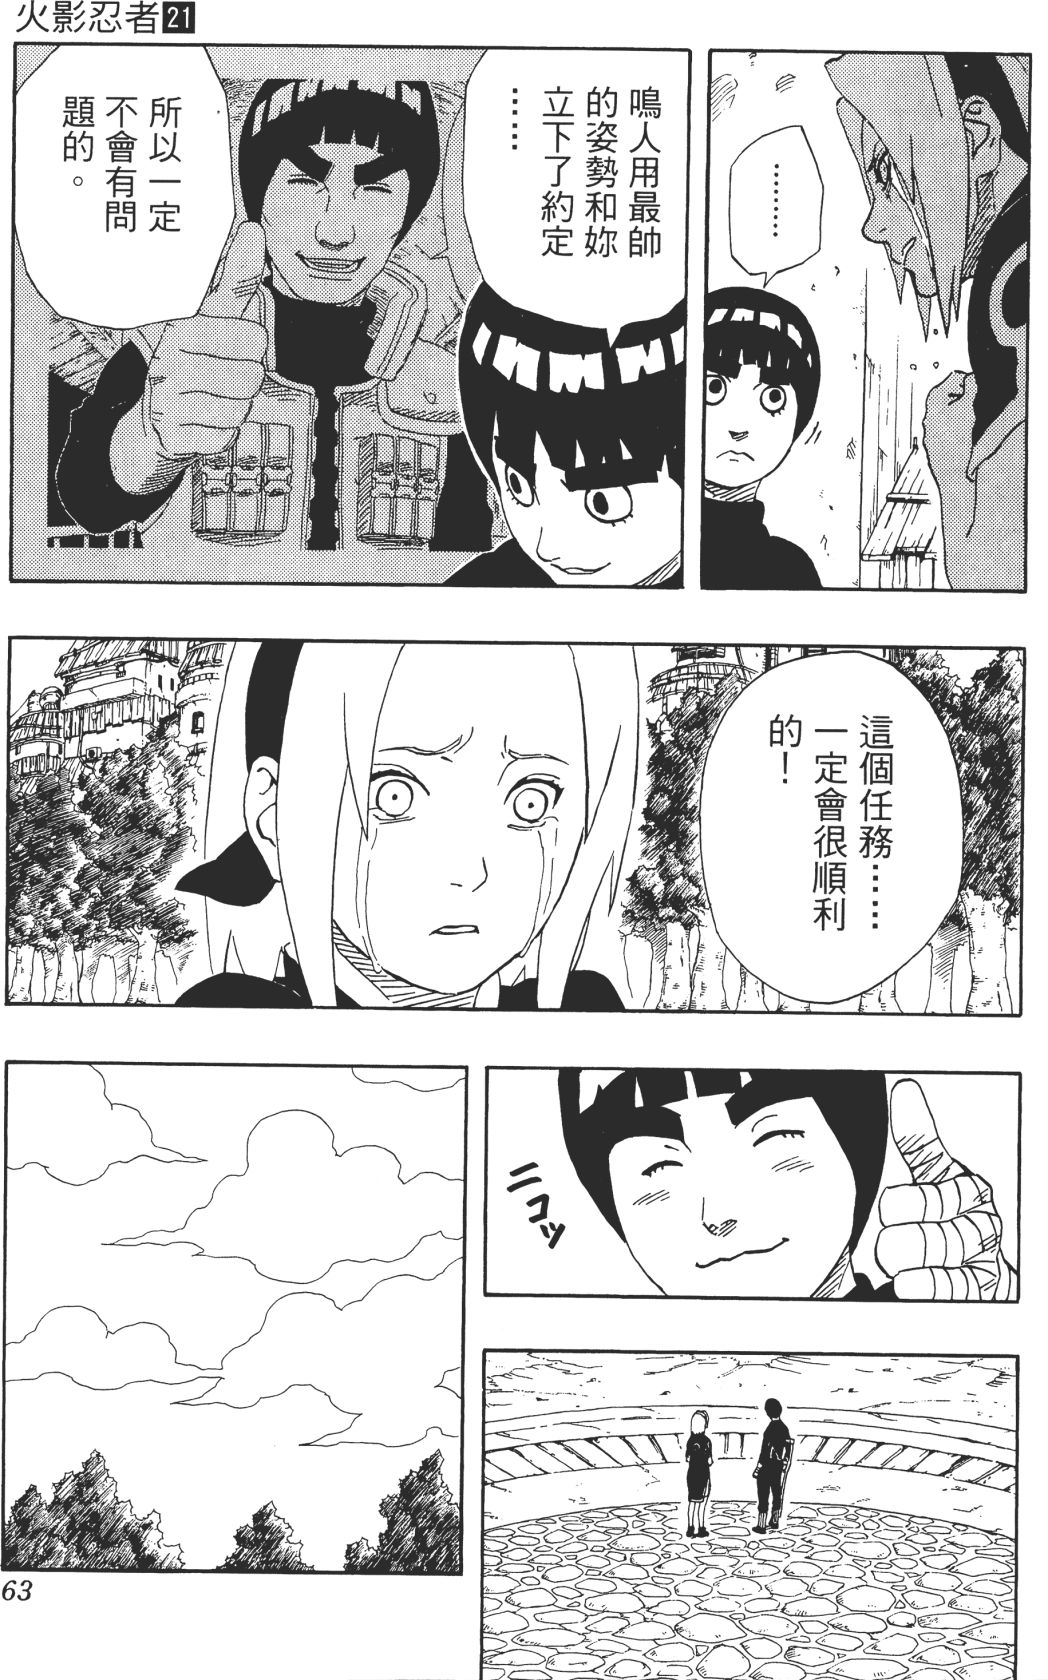 火影忍者21
………
鳴人用最帥
的姿勢和妳
立下了約定
……
所以一定
不會有問
題的。
這個任務……
一定會很順利
的！
ニコッ
63